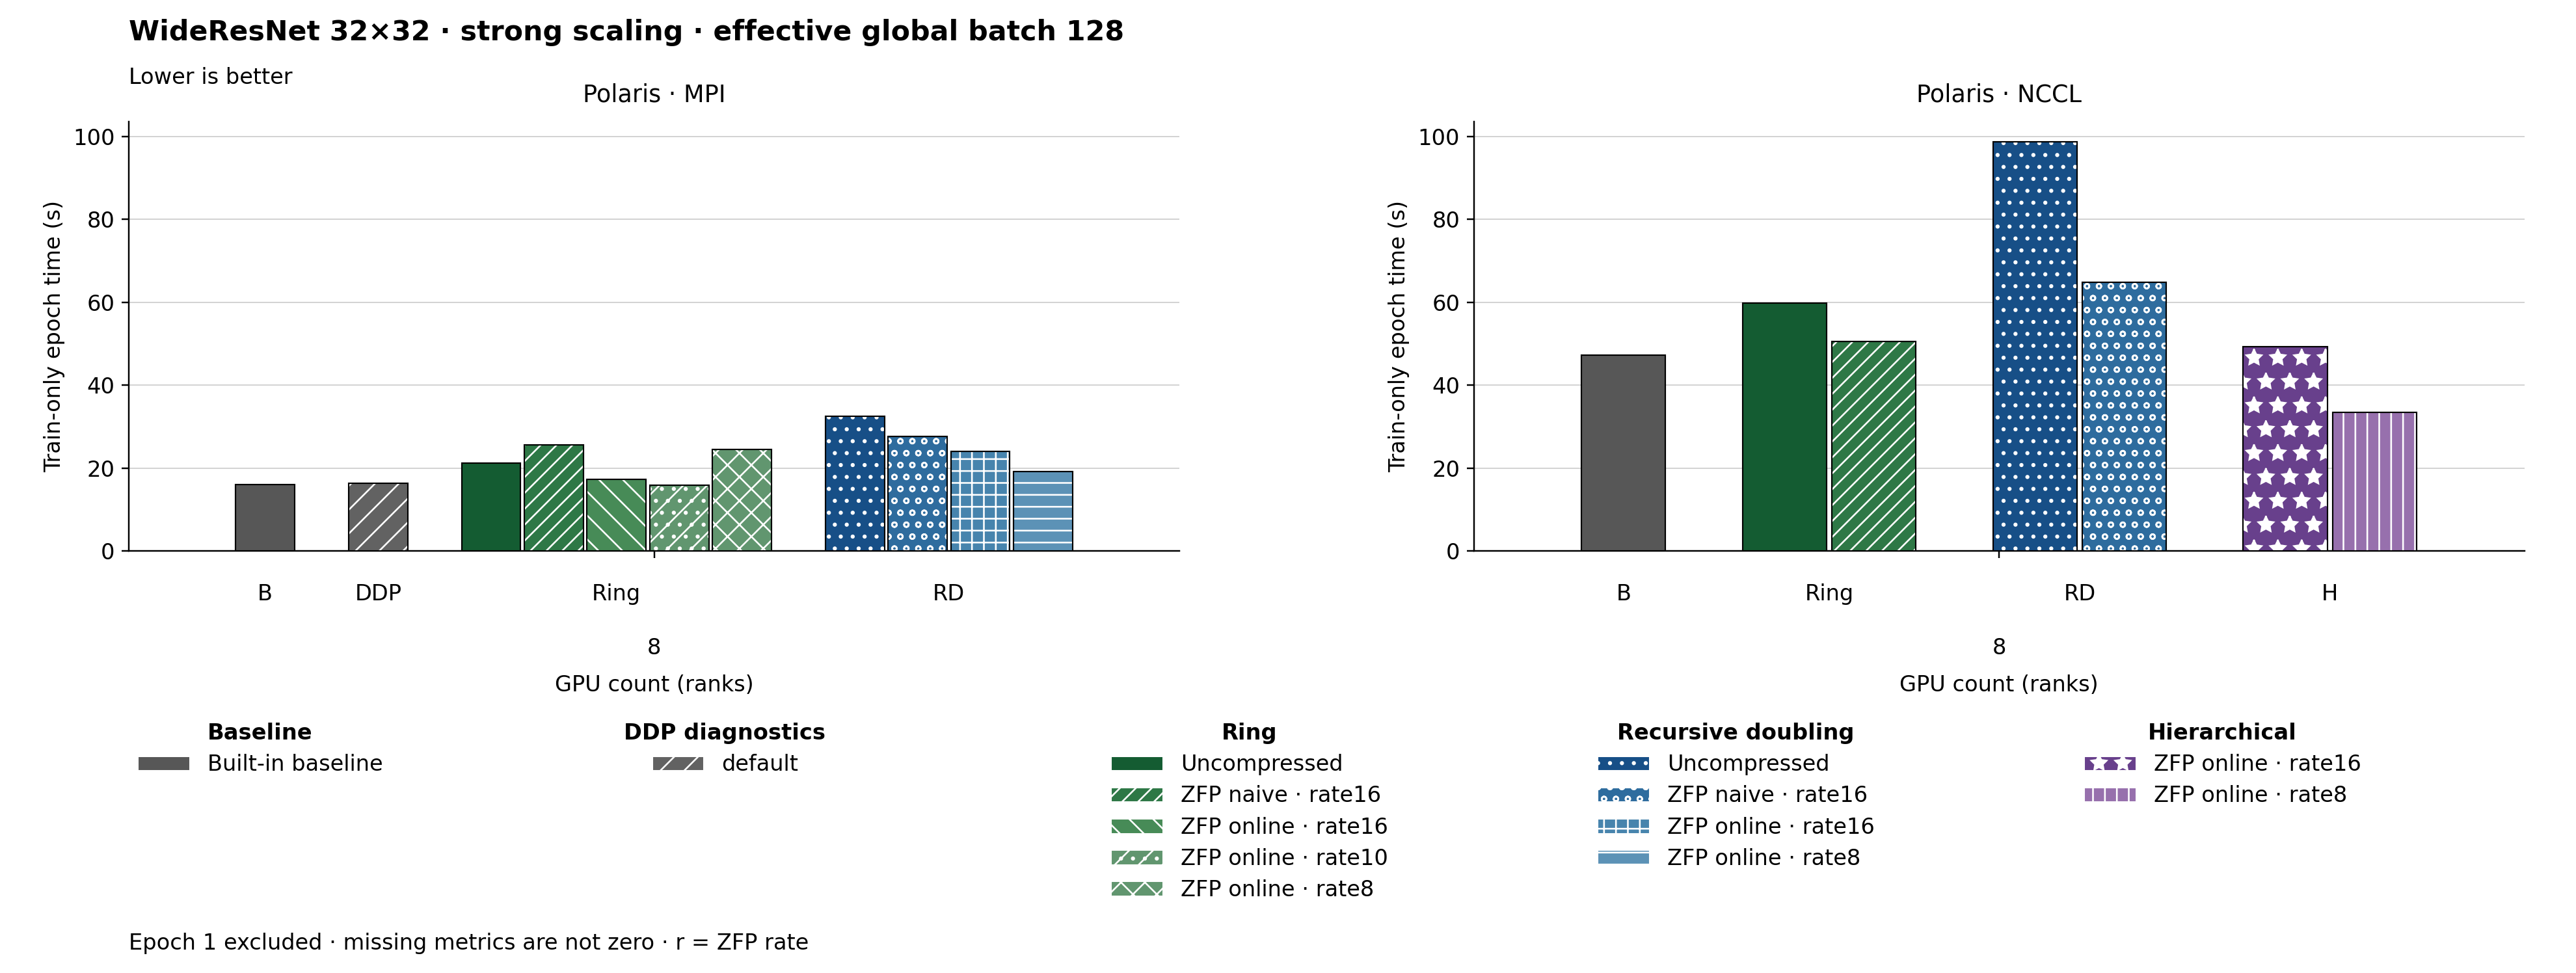 WideResNet 32×32 · strong scaling · effective global batch 128
Lower is better
Polaris · MPI
100
80
60
40
20
0
Train-only epoch time (s)
B
DDP
Ring
RD
8
GPU count (ranks)
Polaris · NCCL
100
80
60
40
20
0
Train-only epoch time (s)
B
Ring
RD
H
8
GPU count (ranks)
Baseline
Built-in baseline
DDP diagnostics
default
Ring
Uncompressed
ZFP naive · rate16
ZFP online · rate16
ZFP online · rate10
ZFP online · rate8
Recursive doubling
Uncompressed
ZFP naive · rate16
ZFP online · rate16
ZFP online · rate8
Hierarchical
ZFP online · rate16
ZFP online · rate8
Epoch 1 excluded · missing metrics are not zero · r = ZFP rate